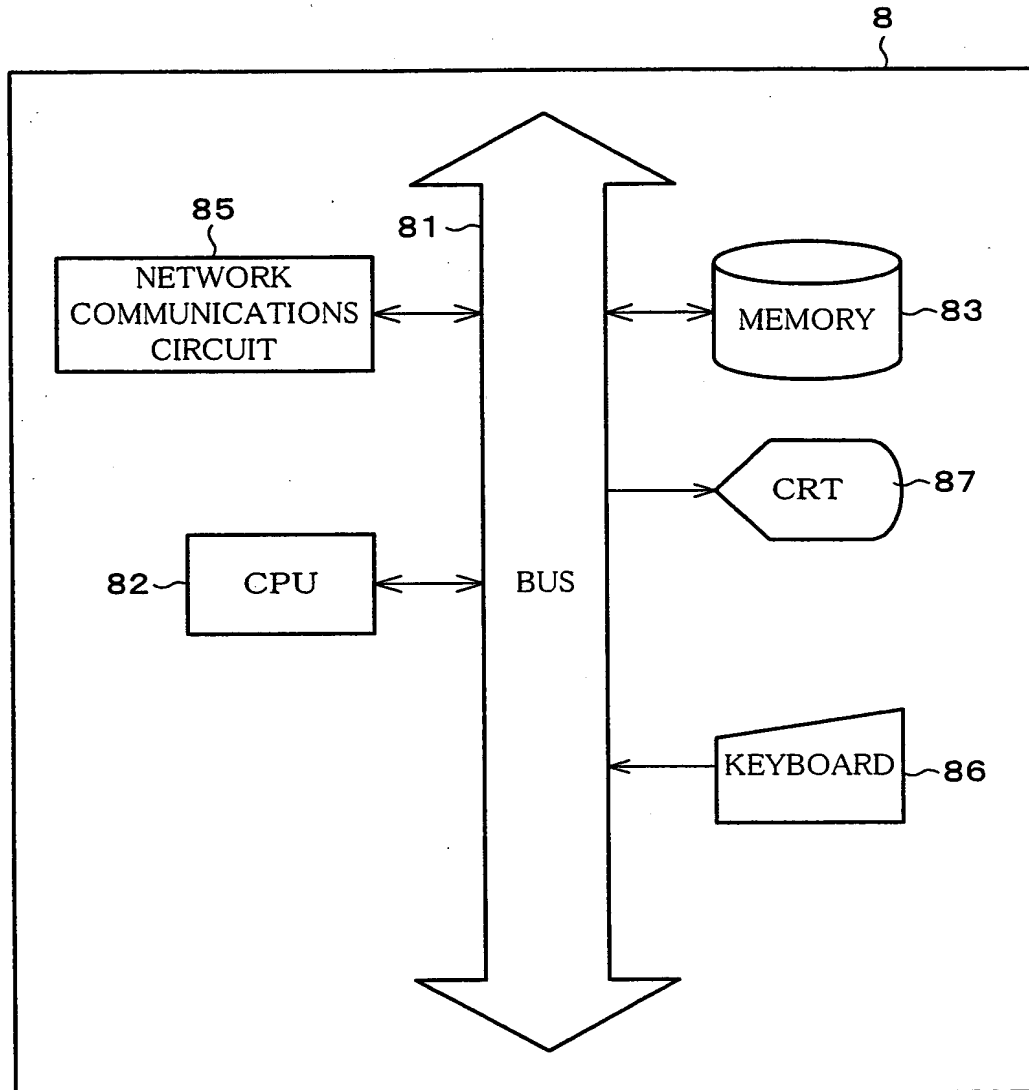 8
85
81
NETWORK
COMMUNICATIONS
CIRCUIT
MEMORY
83
CRT
87
82
CPU
BUS
KEYBOARD
86